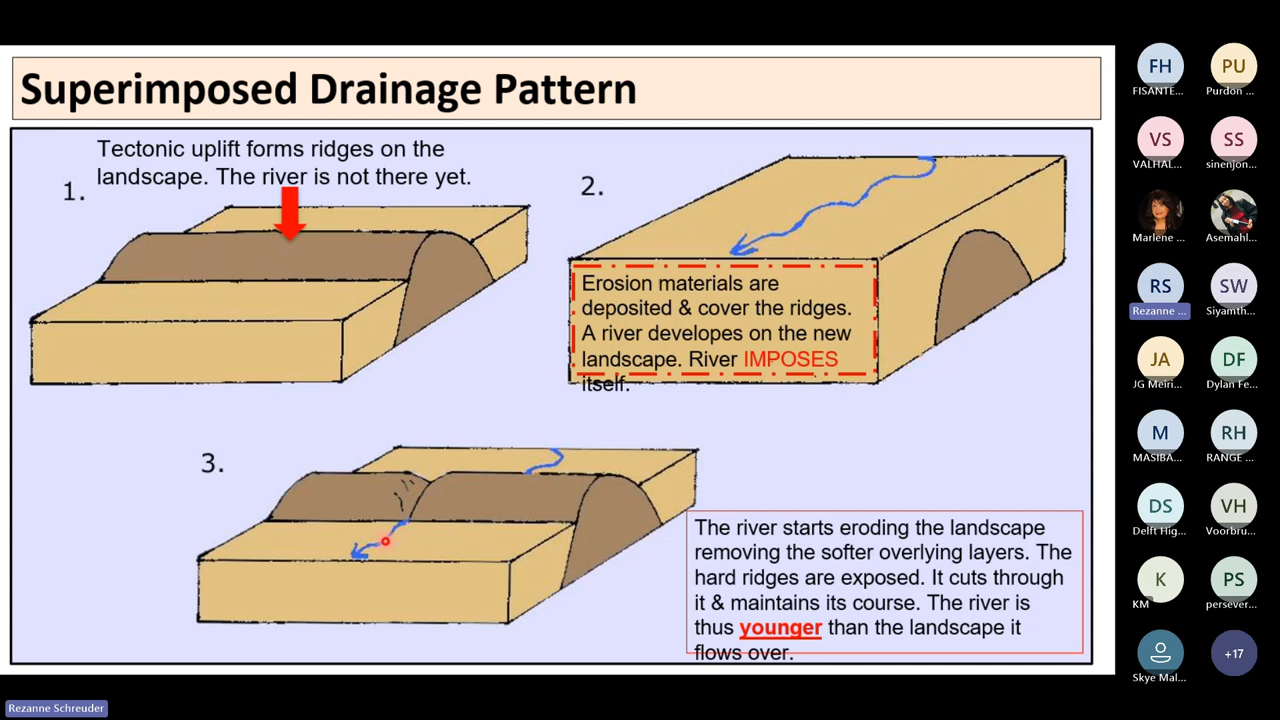 Superimposed Drainage Pattern
Tectonic uplift forms ridges on the
landscape. The river is not there yet.
1.
2.
Erosion materials are
deposited & cover the ridges.
A river developes on the new
landscape. River IMPOSES
itself.
3.
The river starts eroding the landscape
removing the softer overlying layers. The
hard ridges are exposed. It cuts through
it & maintains its course. The river is
thus younger than the landscape it
flows over.
FH
FISANTE...
PU
Purdon ...
VS
VALHAL...
SS
sinenjon...
Marlene ...
Asemahl...
RS
Rezanne ...
SW
Siyamth...
JA
JG Meiri...
DF
Dylan Fe...
M
MASIBA...
RH
RANGE ...
DS
Delft Hig...
VH
Voorbru...
K
KM
PS
persever...
Skye Mal...
+17
Rezanne Schreuder